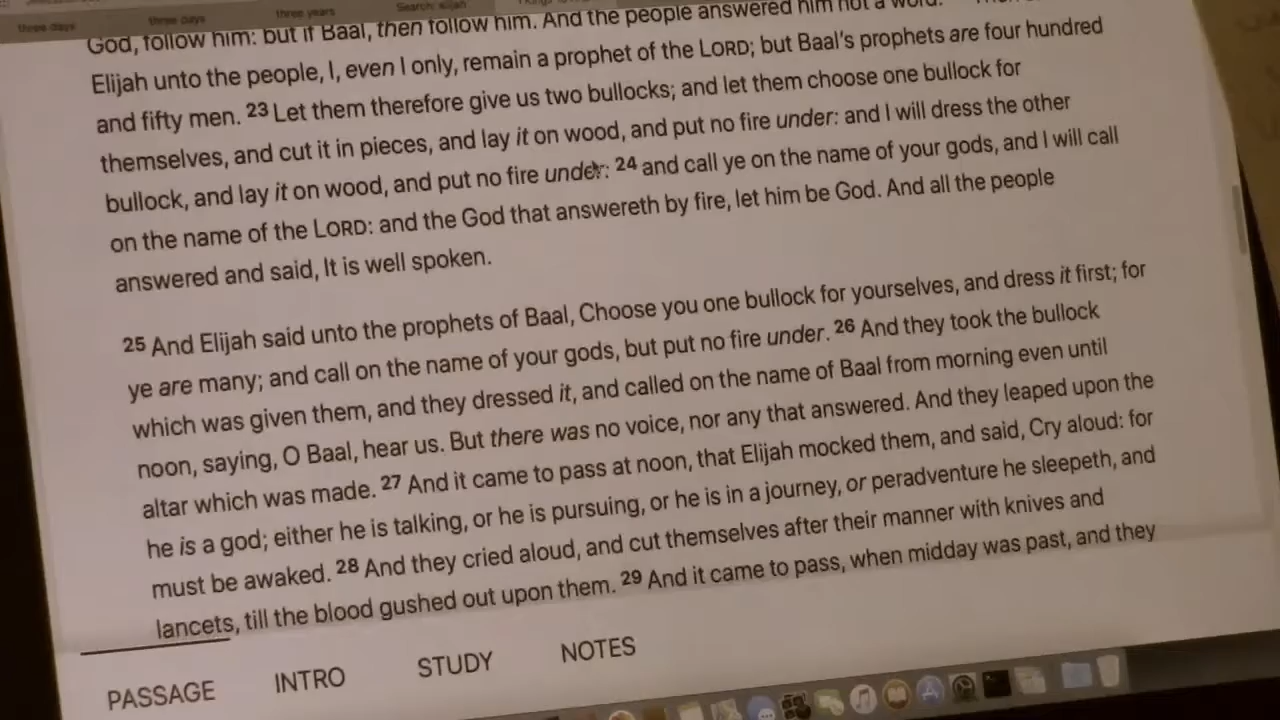 three days three days three years Search: elijah
God, follow him: but if Baal, then follow him. And the people answered him not a word.
Elijah unto the people, I, even I only, remain a prophet of the LORD; but Baal's prophets are four hundred
and fifty men. 23 Let them therefore give us two bullocks; and let them choose one bullock for
themselves, and cut it in pieces, and lay it on wood, and put no fire under: and I will dress the other
bullock, and lay it on wood, and put no fire under: 24 and call ye on the name of your gods, and I will call
on the name of the LORD: and the God that answereth by fire, let him be God. And all the people
answered and said, It is well spoken.
25 And Elijah said unto the prophets of Baal, Choose you one bullock for yourselves, and dress it first; for
ye are many; and call on the name of your gods, but put no fire under. 26 And they took the bullock
which was given them, and they dressed it, and called on the name of Baal from morning even until
noon, saying, O Baal, hear us. But there was no voice, nor any that answered. And they leaped upon the
altar which was made. 27 And it came to pass at noon, that Elijah mocked them, and said, Cry aloud: for
he is a god; either he is talking, or he is pursuing, or he is in a journey, or peradventure he sleepeth, and
must be awaked. 28 And they cried aloud, and cut themselves after their manner with knives and
lancets, till the blood gushed out upon them. 29 And it came to pass, when midday was past, and they
PASSAGE INTRO STUDY NOTES